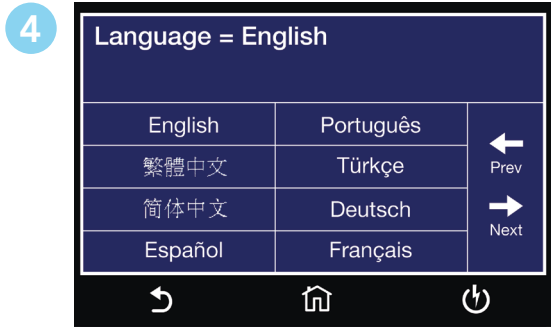 4
Language = English
English
Português
繁體中文
Türkçe
Prev
简体中文
Deutsch
Next
Español
Français